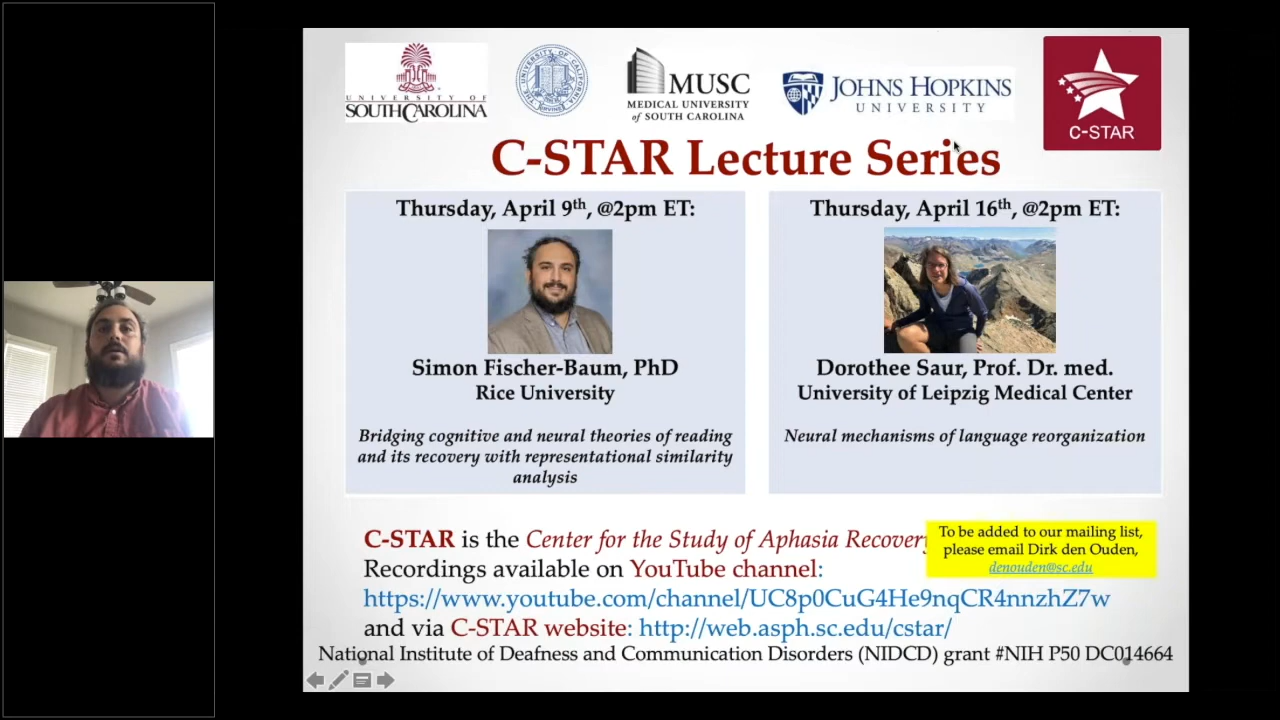 UNIVERSITY OF
SOUTH CAROLINA
MUSC
MEDICAL UNIVERSITY
of SOUTH CAROLINA
JOHNS HOPKINS
UNIVERSITY
C-STAR
C-STAR Lecture Series
Thursday, April 9th, @2pm ET:
Simon Fischer-Baum, PhD
Rice University
Bridging cognitive and neural theories of reading
and its recovery with representational similarity
analysis
Thursday, April 16th, @2pm ET:
Dorothee Saur, Prof. Dr. med.
University of Leipzig Medical Center
Neural mechanisms of language reorganization
C-STAR is the Center for the Study of Aphasia Recovery
To be added to our mailing list,
please email Dirk den Ouden,
denouden@sc.edu
Recordings available on YouTube channel:
https://www.youtube.com/channel/UC8p0CuG4He9nqCR4nnzhZ7w
and via C-STAR website: http://web.asph.sc.edu/cstar/
National Institute of Deafness and Communication Disorders (NIDCD) grant #NIH P50 DC014664